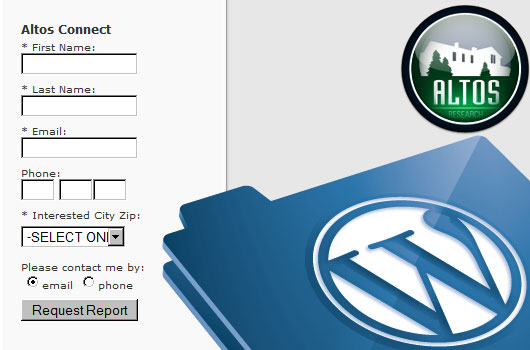 Altos Connect
* First Name:
* Last Name:
* Email:
Phone:
* Interested City Zip:
-SELECT ON
Please contact me by:
email phone
Request Report
ALTOS
RESEARCH
W